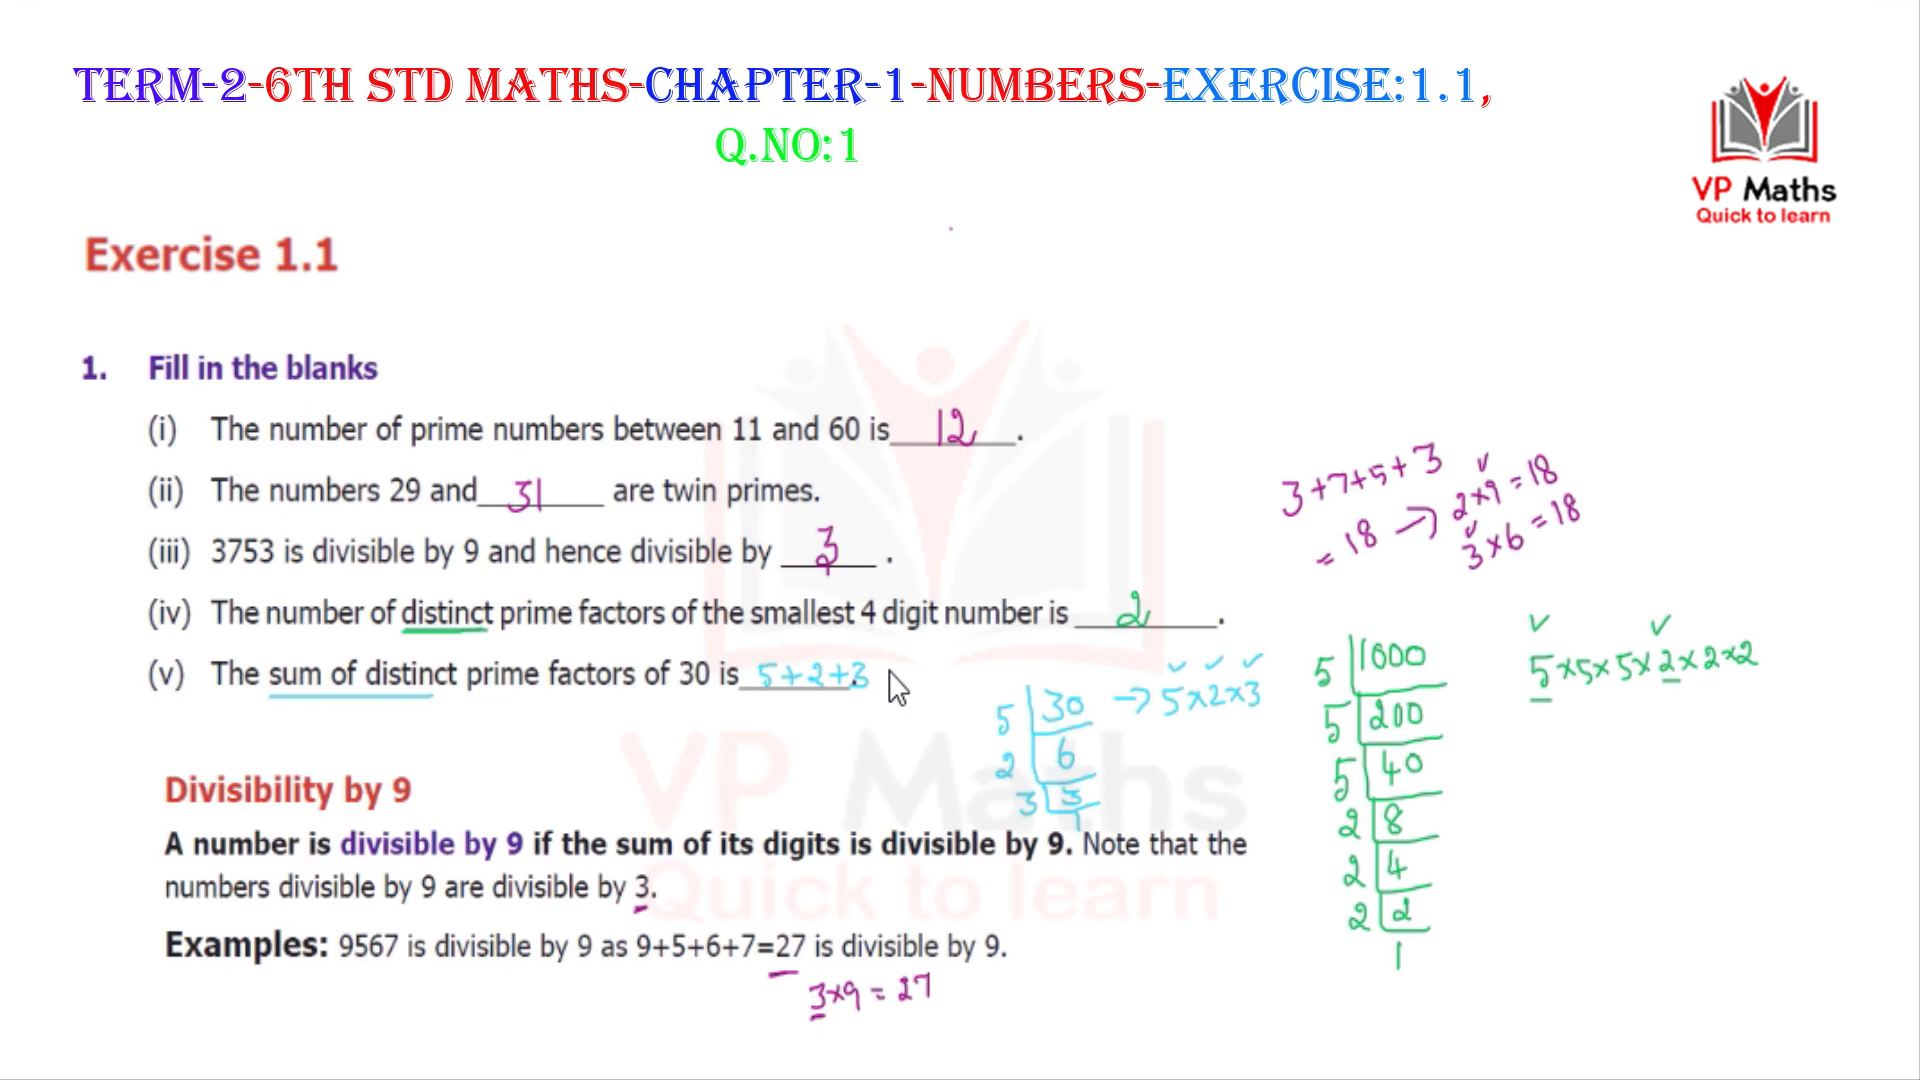 TERM-2-6TH STD MATHS-CHAPTER-1-NUMBERS-EXERCISE:1.1,
Q.NO:1
VP Maths
Quick to learn
Exercise 1.1
1. Fill in the blanks
(i) The number of prime numbers between 11 and 60 is 12 .
(ii) The numbers 29 and 31 are twin primes.
(iii) 3753 is divisible by 9 and hence divisible by 3 .
(iv) The number of distinct prime factors of the smallest 4 digit number is 2 .
(v) The sum of distinct prime factors of 30 is 5+2+3 .
3+7+5+3
= 18 → 2×9 = 18
3×6 = 18
5 | 30 → 5×2×3
2 | 6
3 | 3
1
5 | 1000
5 | 200
5 | 40
2 | 8
2 | 4
2 | 2
1
5×5×5×2×2×2
Divisibility by 9
A number is divisible by 9 if the sum of its digits is divisible by 9. Note that the
numbers divisible by 9 are divisible by 3.
Examples: 9567 is divisible by 9 as 9+5+6+7=27 is divisible by 9.
3×9 = 27
VP Maths
Quick to learn